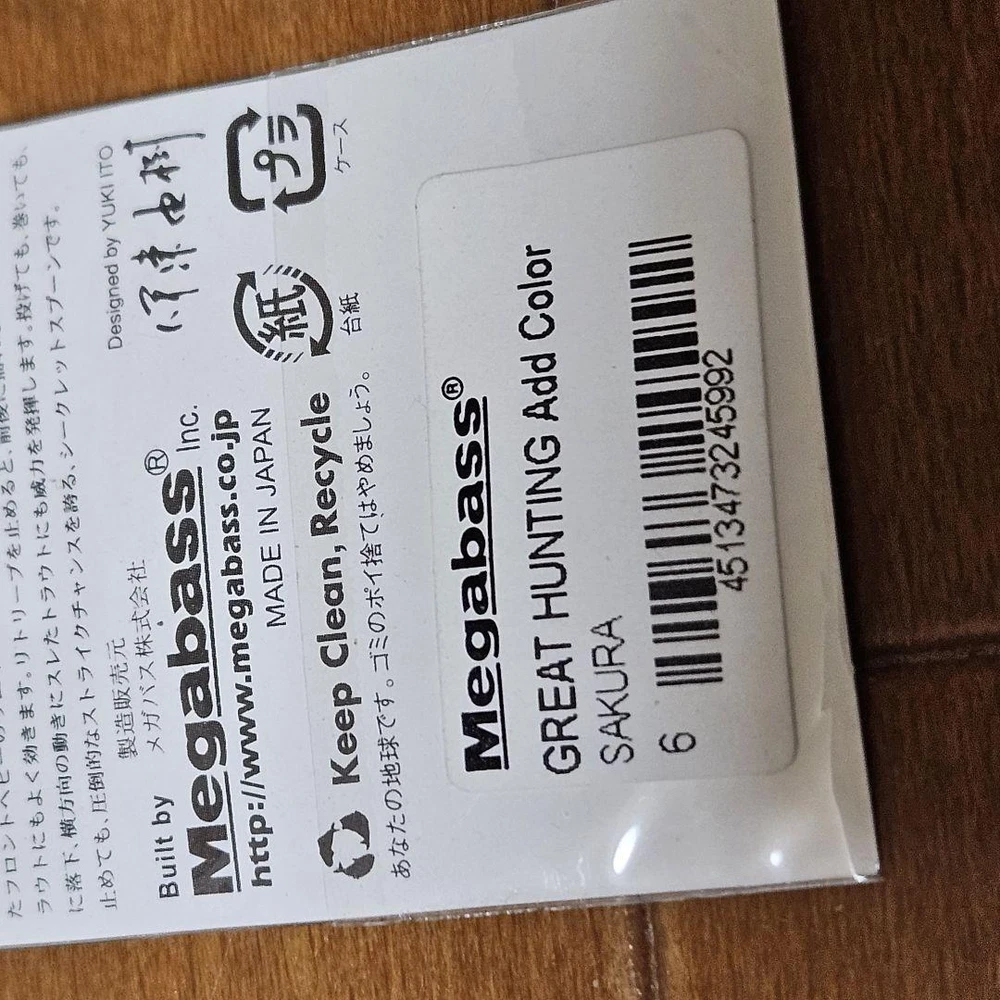 ラウトにもよく効きます。リトリーブを止めると、前後に
に落下、横方向の動きにスレたトラウトにも威力を発揮します。投げても、巻いても、
止めても、圧倒的なストライクチャンスを誇る、シークレットスプーンです。
製造販売元
メガバス株式会社
Designed by YUKI ITO
伊東由樹
Built by
Megabass® Inc.
http://www.megabass.co.jp
MADE IN JAPAN
紙
台紙
プラ
ケース
Keep Clean, Recycle
あなたの地球です。ゴミのポイ捨てはやめましょう。
Megabass®
GREAT HUNTING Add Color
SAKURA
6
4513473245992